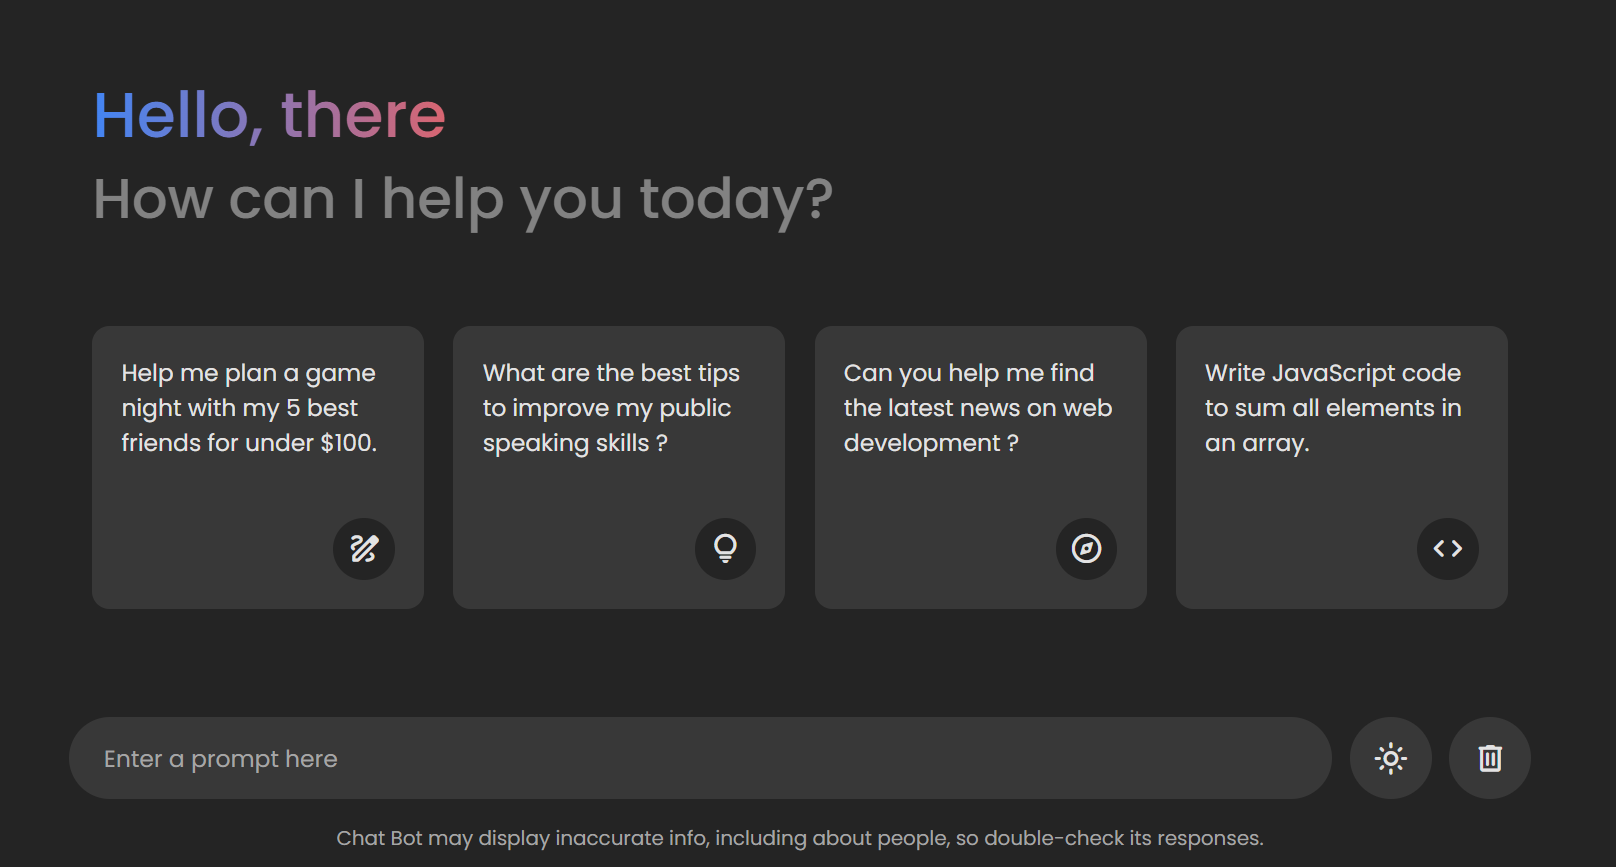 Hello, there
How can I help you today?
Help me plan a game
night with my 5 best
friends for under $100.
What are the best tips
to improve my public
speaking skills ?
Can you help me find
the latest news on web
development ?
Write JavaScript code
to sum all elements in
an array.
Enter a prompt here
Chat Bot may display inaccurate info, including about people, so double-check its responses.